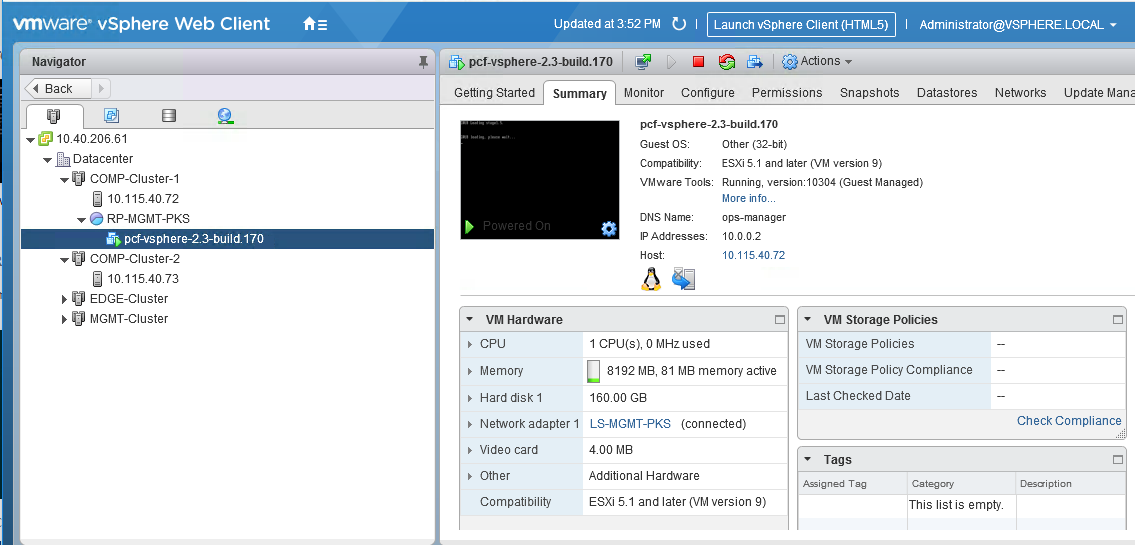 vmware® vSphere Web Client
Updated at 3:52 PM
Launch vSphere Client (HTML5)
Administrator@VSPHERE.LOCAL
Navigator
Back
10.40.206.61
Datacenter
COMP-Cluster-1
10.115.40.72
RP-MGMT-PKS
pcf-vsphere-2.3-build.170
COMP-Cluster-2
10.115.40.73
EDGE-Cluster
MGMT-Cluster
pcf-vsphere-2.3-build.170 Actions
Getting Started Summary Monitor Configure Permissions Snapshots Datastores Networks Update Mana
Powered On
pcf-vsphere-2.3-build.170
Guest OS: Other (32-bit)
Compatibility: ESXi 5.1 and later (VM version 9)
VMware Tools: Running, version:10304 (Guest Managed)
More info...
DNS Name: ops-manager
IP Addresses: 10.0.0.2
Host: 10.115.40.72
VM Hardware
CPU 1 CPU(s), 0 MHz used
Memory 8192 MB, 81 MB memory active
Hard disk 1 160.00 GB
Network adapter 1 LS-MGMT-PKS (connected)
Video card 4.00 MB
Other Additional Hardware
Compatibility ESXi 5.1 and later (VM version 9)
VM Storage Policies
VM Storage Policies --
VM Storage Policy Compliance --
Last Checked Date --
Check Compliance
Tags
Assigned Tag Category Description
This list is empty.